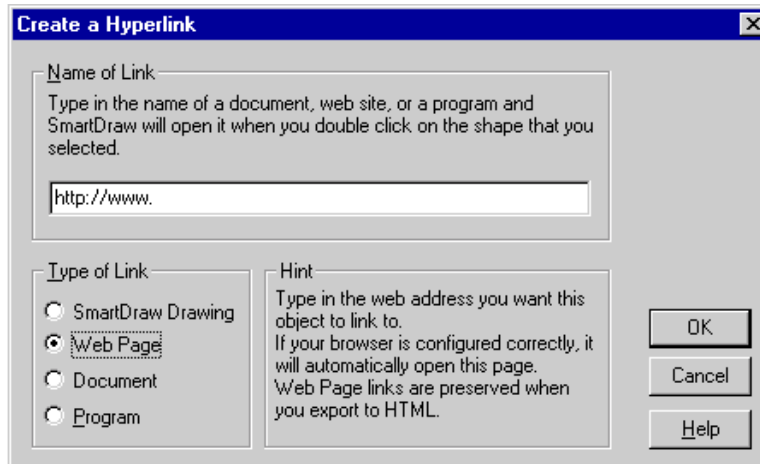 Create a Hyperlink
Name of Link
Type in the name of a document, web site, or a program and
SmartDraw will open it when you double click on the shape that you
selected.
http://www.
Type of Link
SmartDraw Drawing
Web Page
Document
Program
Hint
Type in the web address you want this
object to link to.
If your browser is configured correctly, it
will automatically open this page.
Web Page links are preserved when
you export to HTML.
OK
Cancel
Help